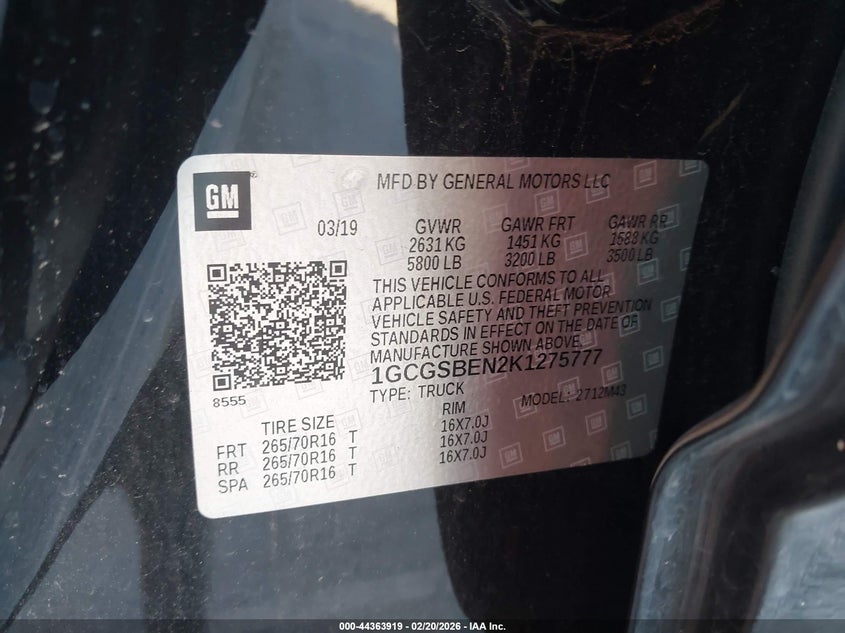 GM
MFD BY GENERAL MOTORS LLC
03/19 GVWR GAWR FRT GAWR RR
2631 KG 1451 KG 1588 KG
5800 LB 3200 LB 3500 LB
THIS VEHICLE CONFORMS TO ALL
APPLICABLE U.S. FEDERAL MOTOR
VEHICLE SAFETY AND THEFT PREVENTION
STANDARDS IN EFFECT ON THE DATE OF
MANUFACTURE SHOWN ABOVE.
1GCGSBEN2K1275777
8555
TYPE: TRUCK MODEL: 2712M43
TIRE SIZE RIM
FRT 265/70R16 T 16X7.0J
RR 265/70R16 T 16X7.0J
SPA 265/70R16 T 16X7.0J
000-44363919 - 02/20/2026 - IAA Inc.